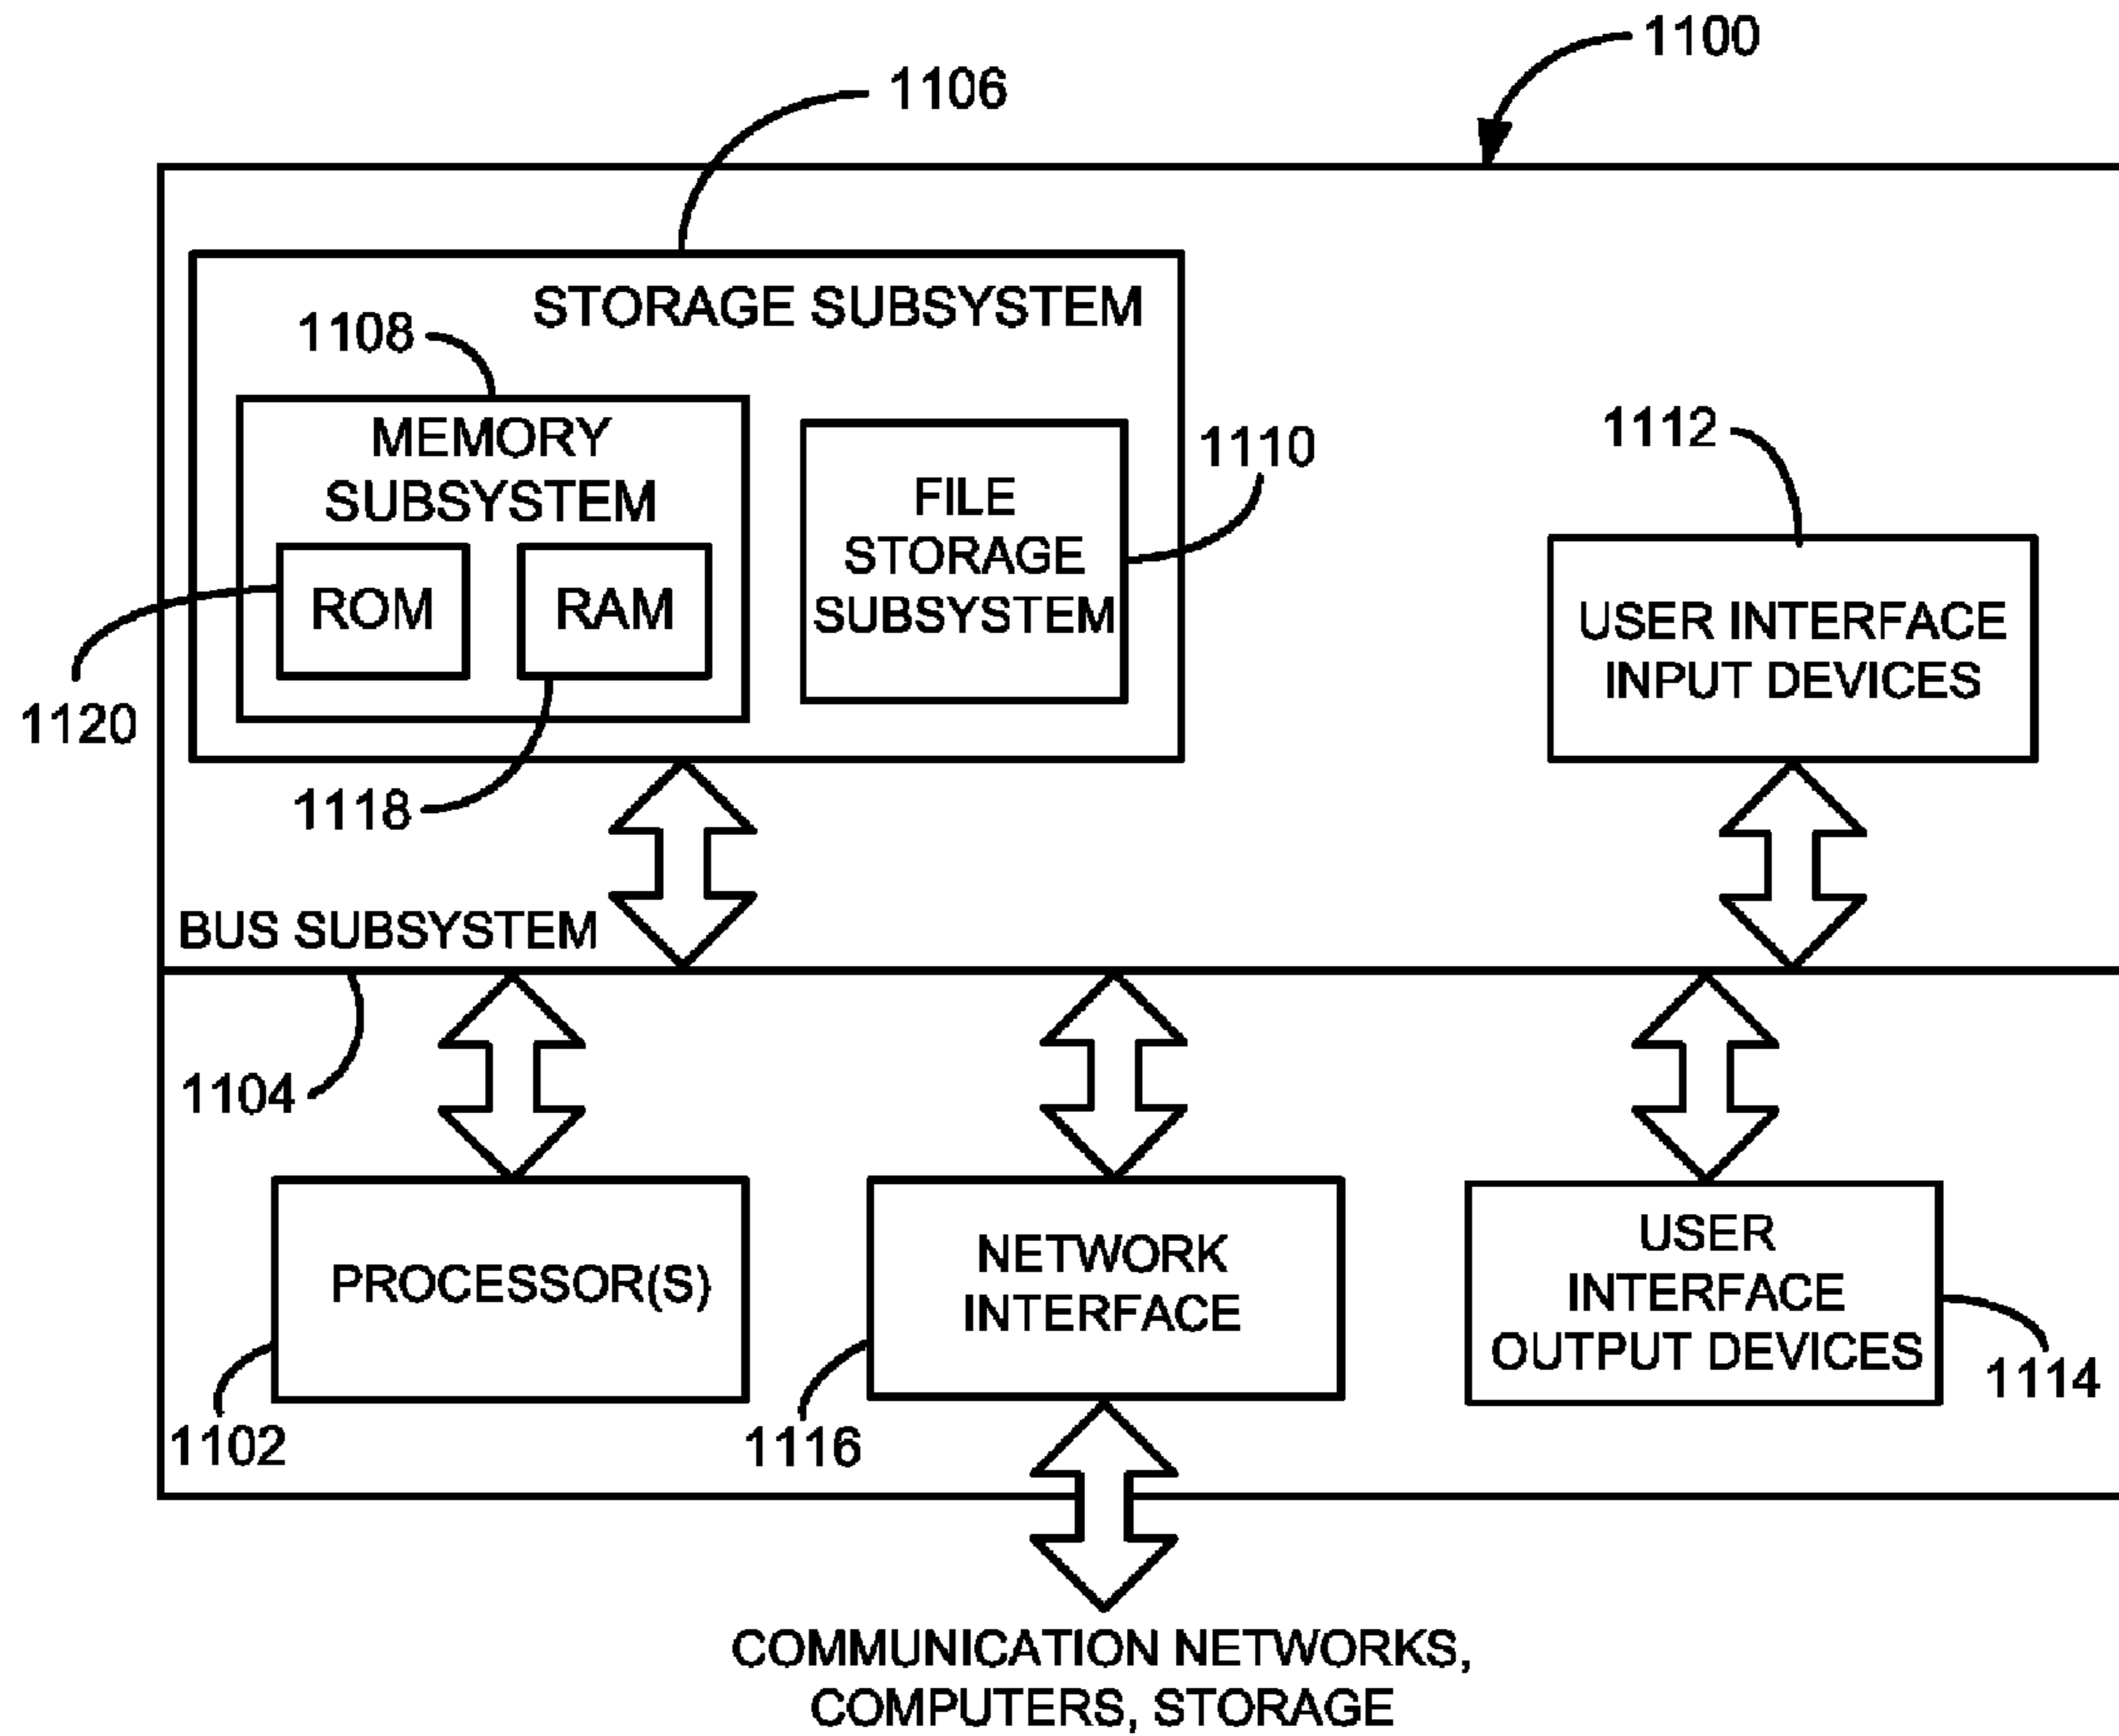 1100
1106
STORAGE SUBSYSTEM
1108
MEMORY
SUBSYSTEM
FILE
STORAGE
SUBSYSTEM
1110
1112
ROM
RAM
USER INTERFACE
INPUT DEVICES
1120
1118
BUS SUBSYSTEM
1104
PROCESSOR(S)
NETWORK
INTERFACE
USER
INTERFACE
OUTPUT DEVICES
1102
1116
1114
COMMUNICATION NETWORKS,
COMPUTERS, STORAGE